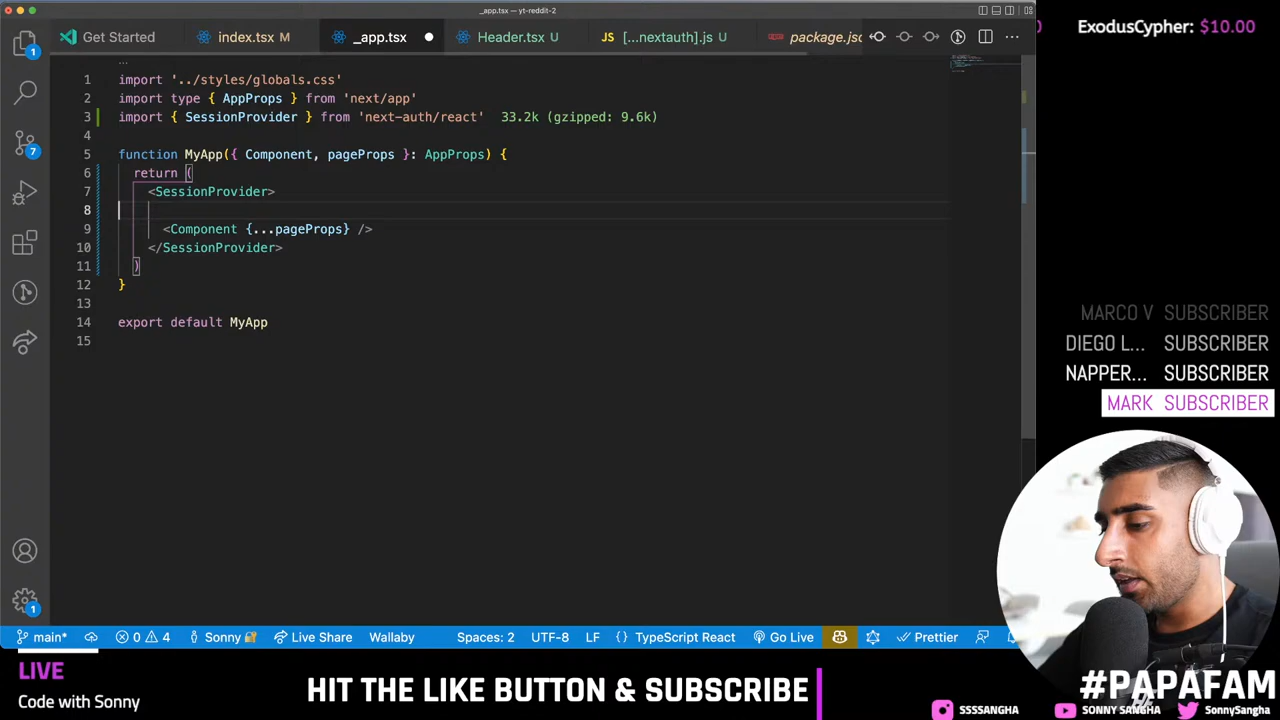 _app.tsx — yt-reddit-2
Get Started
index.tsx M
_app.tsx
Header.tsx U
JS [...nextauth].js U
package.jsc
ExodusCypher: $10.00
1 import '../styles/globals.css'
2 import type { AppProps } from 'next/app'
3 import { SessionProvider } from 'next-auth/react' 33.2k (gzipped: 9.6k)
4
5 function MyApp({ Component, pageProps }: AppProps) {
6 return (
7 <SessionProvider>
8
9 <Component {...pageProps} />
10 </SessionProvider>
11 )
12 }
13
14 export default MyApp
15
1
7
1
MARCO V SUBSCRIBER
DIEGO L... SUBSCRIBER
NAPPER... SUBSCRIBER
MARK SUBSCRIBER
main* 0 4 Sonny Live Share Wallaby Spaces: 2 UTF-8 LF {} TypeScript React Go Live Prettier
LIVE
Code with Sonny
HIT THE LIKE BUTTON & SUBSCRIBE
#PAPAFAM
SSSSANGHA SONNY SANGHA SonnySangha